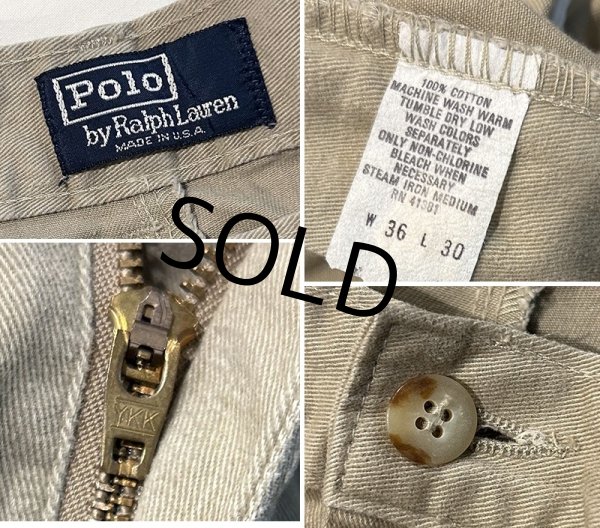 Polo
by Ralph Lauren
MADE IN U.S.A.
100% COTTON
MACHINE WASH WARM
TUMBLE DRY LOW
WASH COLORS
SEPARATELY
ONLY NON-CHLORINE
BLEACH WHEN
NECESSARY
STEAM IRON MEDIUM
RN 41381
W 36 L 30
SOLD
YKK